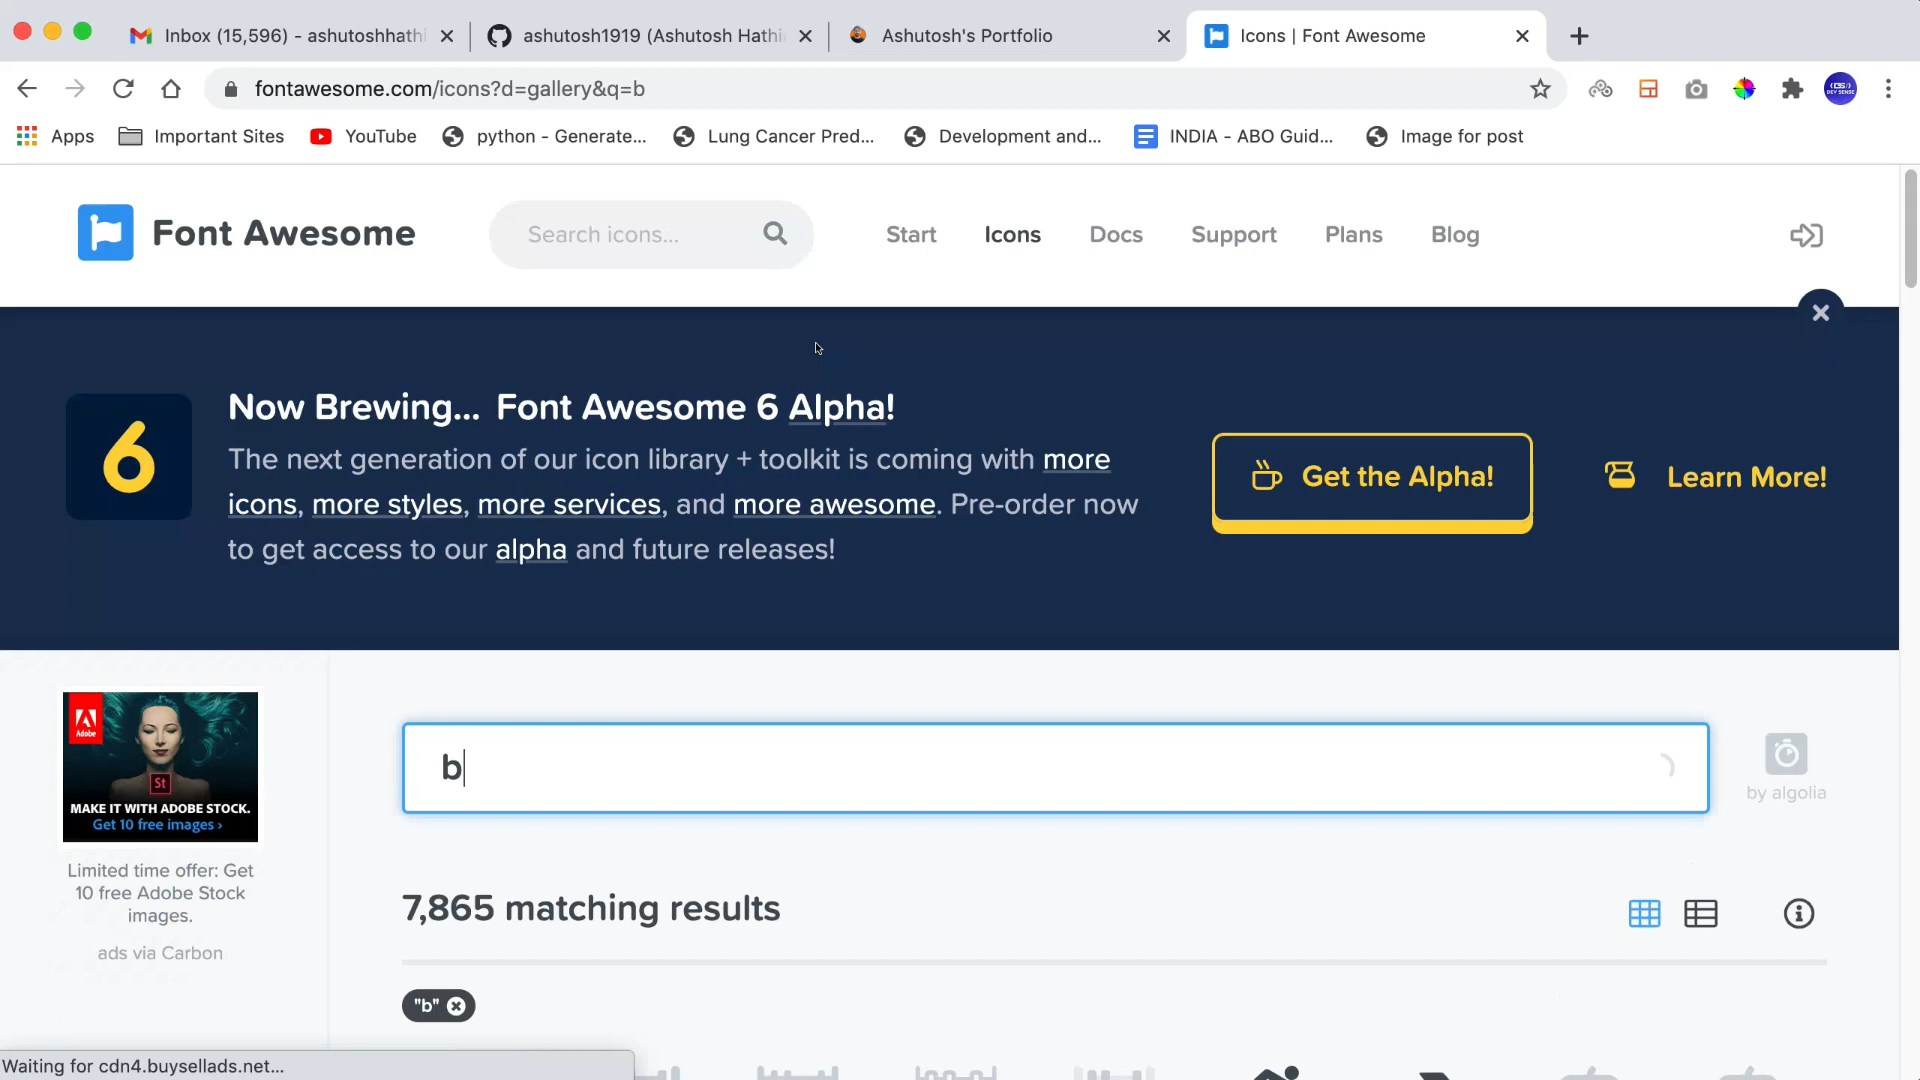 Inbox (15,596) - ashutoshhathi
ashutosh1919 (Ashutosh Hathi
Ashutosh's Portfolio
Icons | Font Awesome
fontawesome.com/icons?d=gallery&q=b
Apps
Important Sites
YouTube
python - Generate...
Lung Cancer Pred...
Development and...
INDIA - ABO Guid...
Image for post
Font Awesome
Search icons...
Start
Icons
Docs
Support
Plans
Blog
6
Now Brewing... Font Awesome 6 Alpha!
The next generation of our icon library + toolkit is coming with more
icons, more styles, more services, and more awesome. Pre-order now
to get access to our alpha and future releases!
Get the Alpha!
Learn More!
Adobe
St
MAKE IT WITH ADOBE STOCK.
Get 10 free images ›
Limited time offer: Get
10 free Adobe Stock
images.
ads via Carbon
b
by algolia
7,865 matching results
"b"
Waiting for cdn4.buysellads.net...